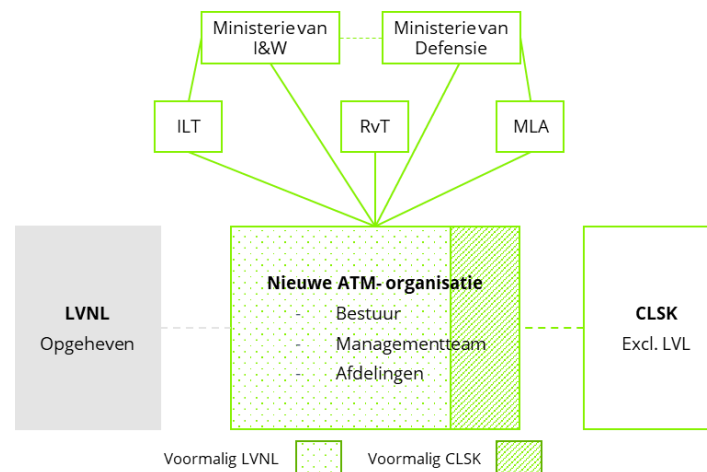 Ministerie van
I&W
Ministerie van
Defensie
ILT
RvT
MLA
LVNL
Opgeheven
Nieuwe ATM- organisatie
- Bestuur
- Managementteam
- Afdelingen
CLSK
Excl. LVL
Voormalig LVNL
Voormalig CLSK